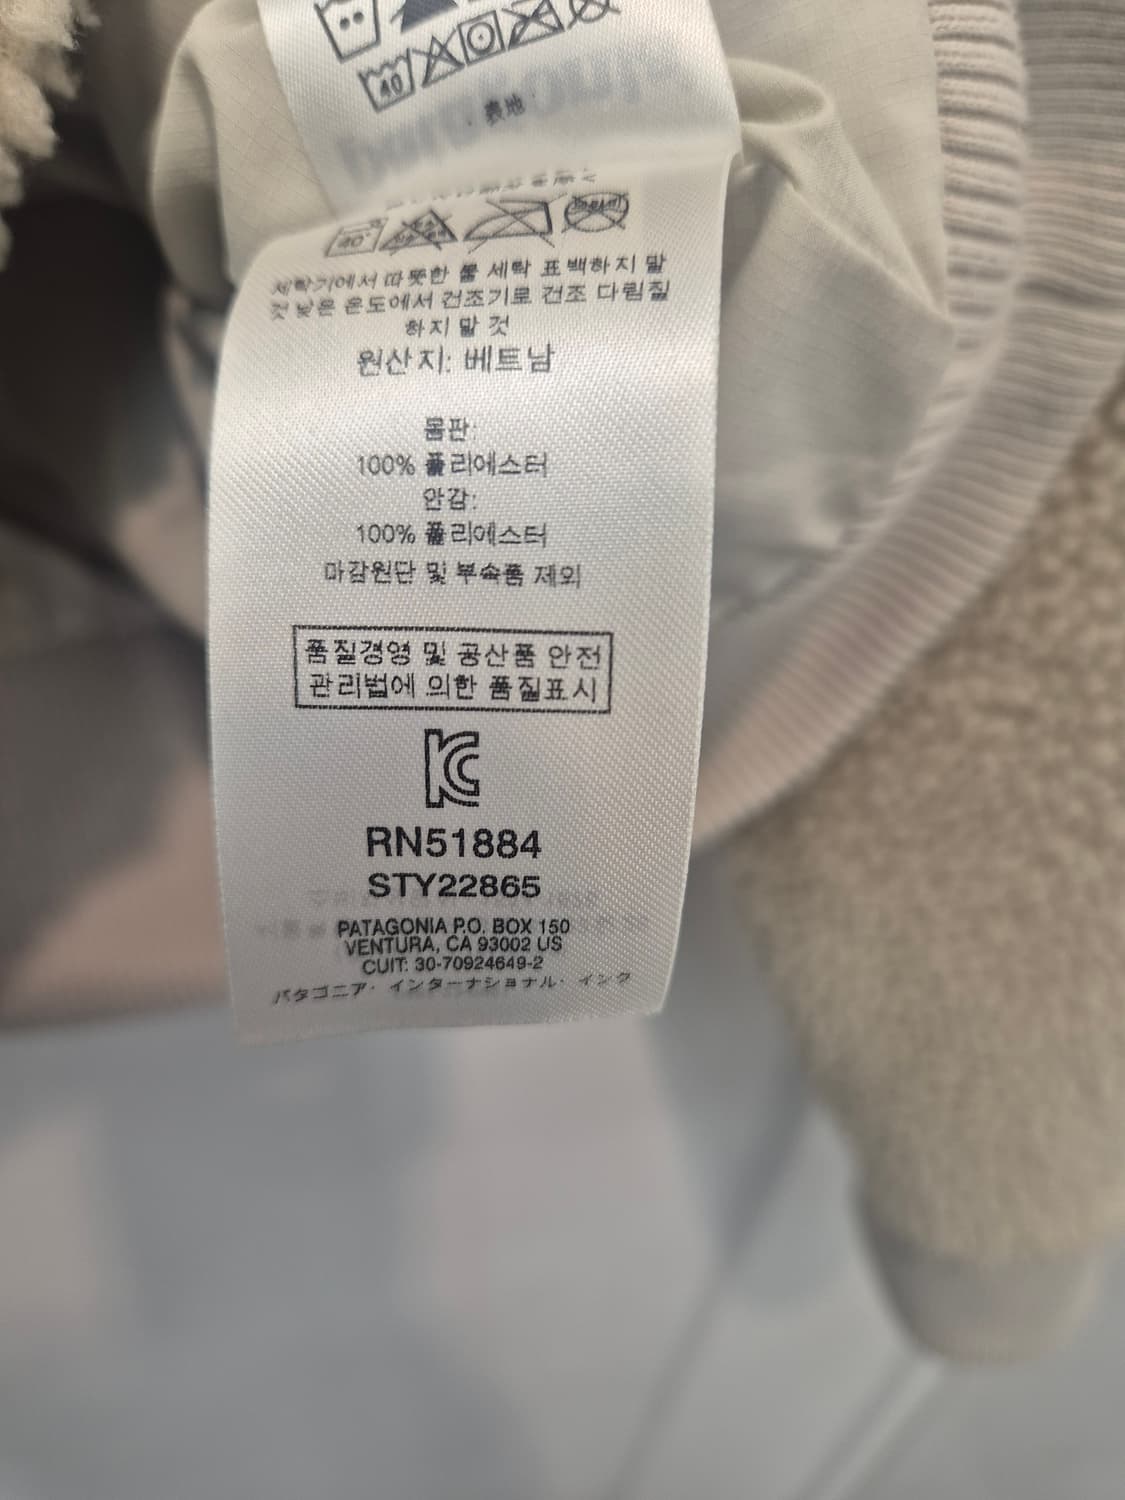 40
表地
40°
세탁기에서 따뜻한 물 세탁 표백하지 말
것 낮은 온도에서 건조기로 건조 다림질
하지 말 것
원산지: 베트남
몸판:
100% 폴리에스터
안감:
100% 폴리에스터
마감원단 및 부속품 제외
품질경영 및 공산품 안전
관리법에 의한 품질표시
RN51884
STY22865
PATAGONIA P.O. BOX 150
VENTURA, CA 93002 US
CUIT: 30-70924649-2
パタゴニア・インターナショナル・インク